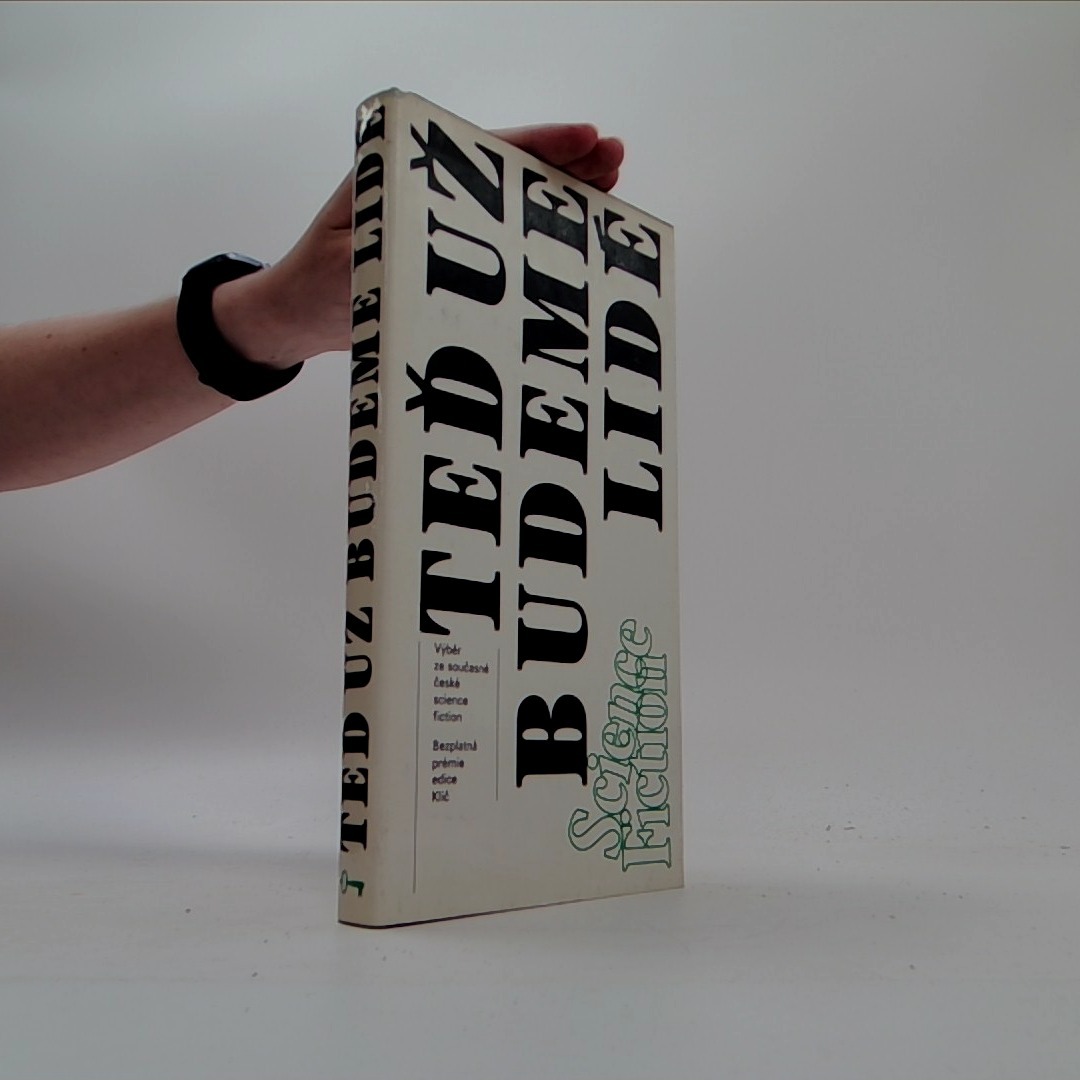 TEĎ UŽ BUDEME LIDÉ
TEĎ UŽ
BUDEME
LIDÉ
Výběr
ze současné
české
science
fiction
Bezplatná
prémie
edice
Klíč
Science
Fiction